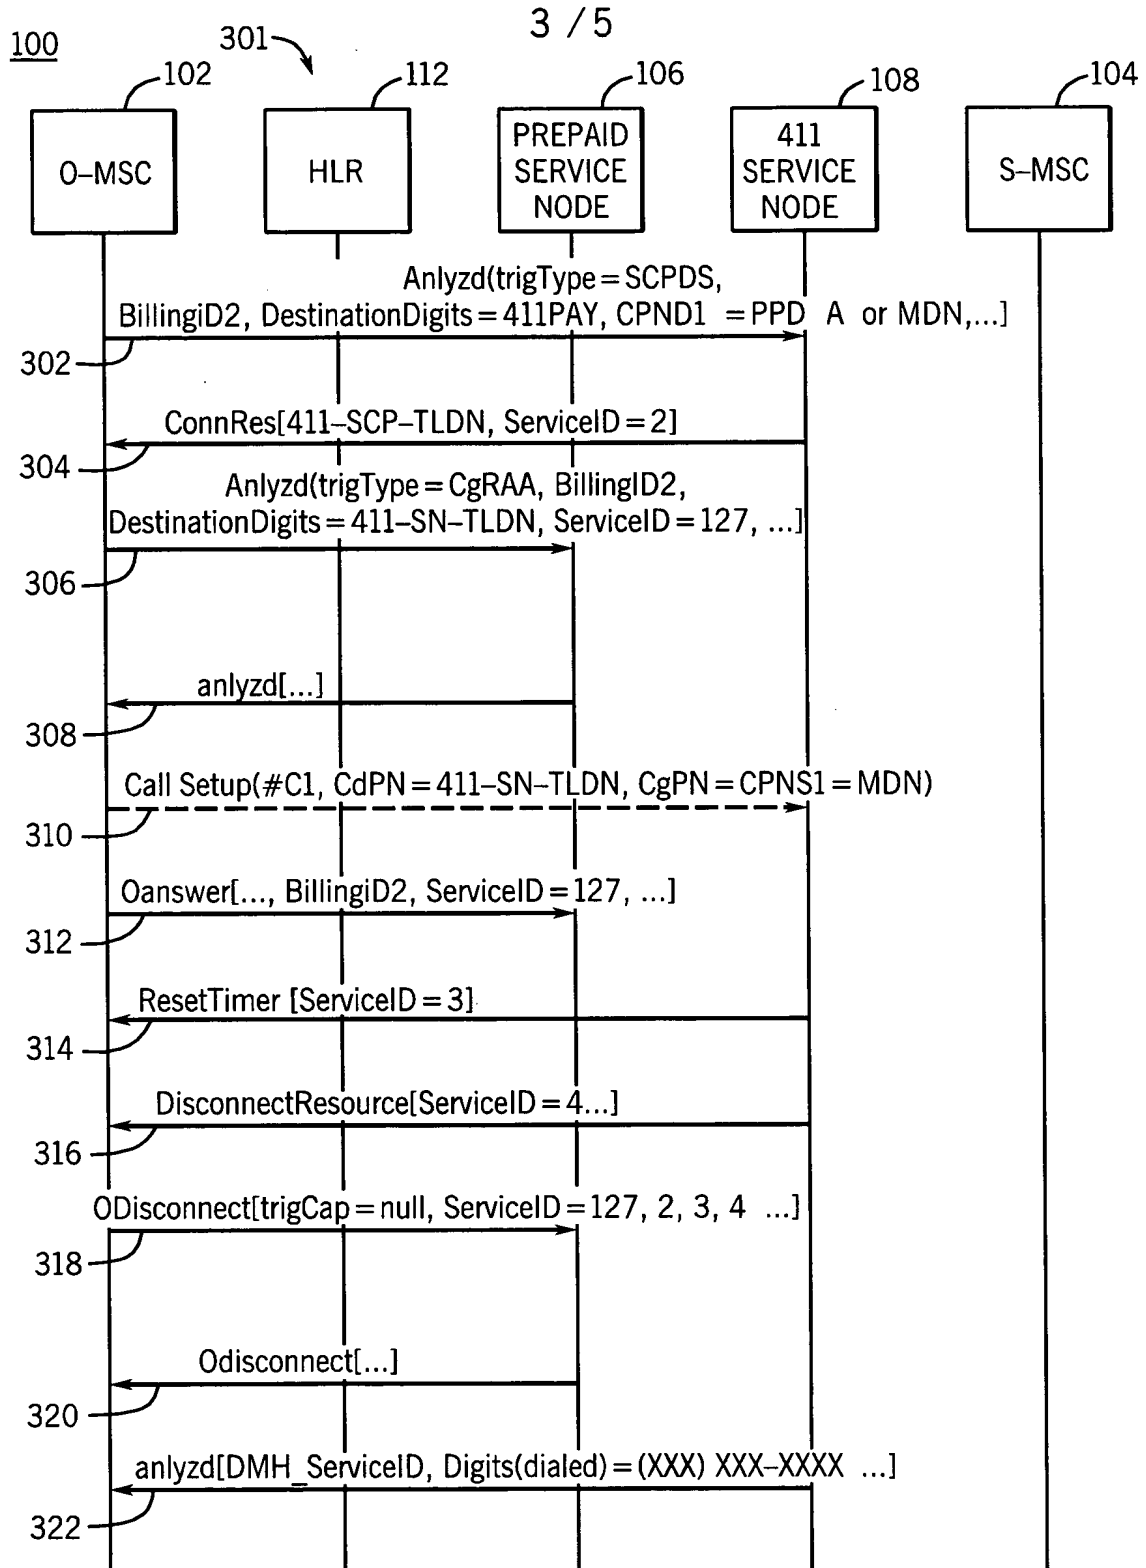 3 / 5
100
301
102
112
106
108
104
O-MSC
HLR
PREPAID
SERVICE
NODE
411
SERVICE
NODE
S-MSC
Anlyzd(trigType=SCPDS,
BillingiD2, DestinationDigits=411PAY, CPND1 =PPD A or MDN,...]
302
ConnRes[411-SCP-TLDN, ServiceID=2]
304
Anlyzd(trigType=CgRAA, BillingID2,
DestinationDigits=411-SN-TLDN, ServiceID=127, ...]
306
anlyzd[...]
308
Call Setup(#C1, CdPN=411-SN-TLDN, CgPN=CPNS1=MDN)
310
Oanswer[..., BillingiD2, ServiceID=127, ...]
312
ResetTimer [ServiceID=3]
314
DisconnectResource[ServiceID=4...]
316
ODisconnect[trigCap=null, ServiceID=127, 2, 3, 4 ...]
318
Odisconnect[...]
320
anlyzd[DMH_ServiceID, Digits(dialed)=(XXX) XXX-XXXX ...]
322